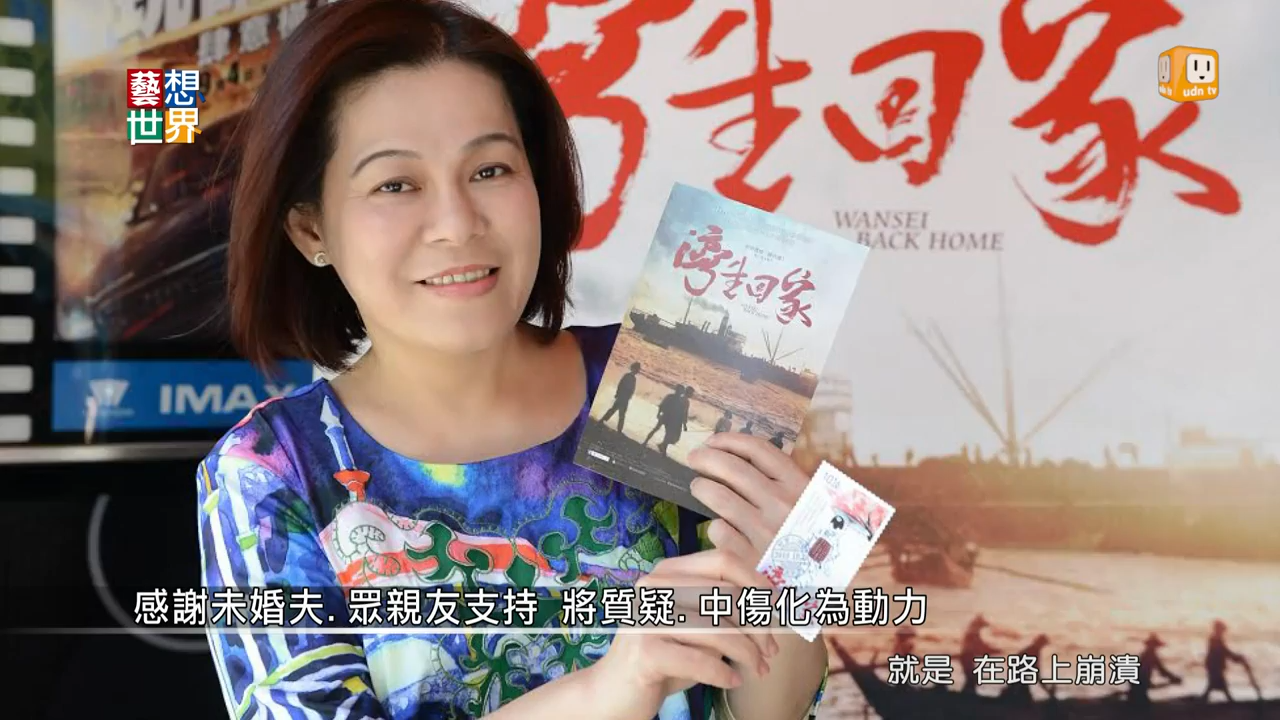 藝想
世界
灣生回家
WANSEI
BACK HOME
udn tv
IMA
灣生回家
感謝未婚夫.眾親友支持 將質疑.中傷化為動力
就是 在路上崩潰